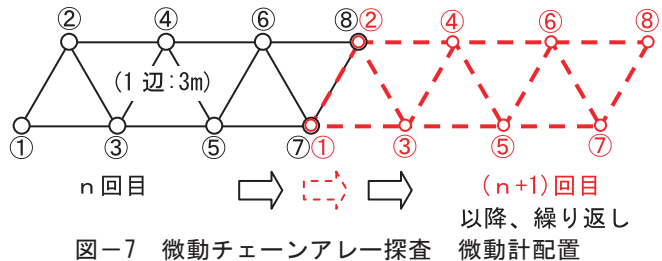 ② ④ ⑥ ⑧ ② ④ ⑥ ⑧
(1辺:3m)
① ③ ⑤ ⑦ ① ③ ⑤ ⑦
n回目 (n+1)回目
以降、繰り返し
図－7 微動チェーンアレー探査 微動計配置